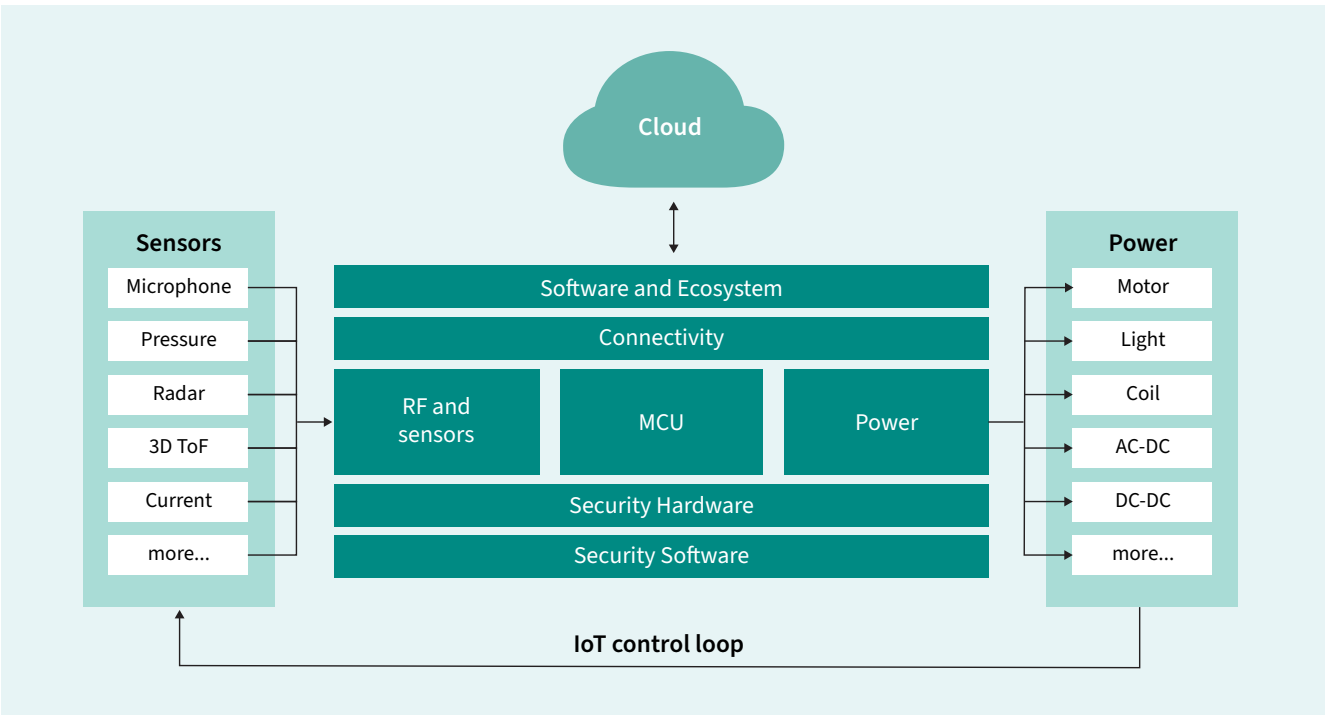 Cloud
Sensors
Microphone
Pressure
Radar
3D ToF
Current
more...
Software and Ecosystem
Connectivity
RF and
sensors
MCU
Power
Security Hardware
Security Software
Power
Motor
Light
Coil
AC-DC
DC-DC
more...
IoT control loop